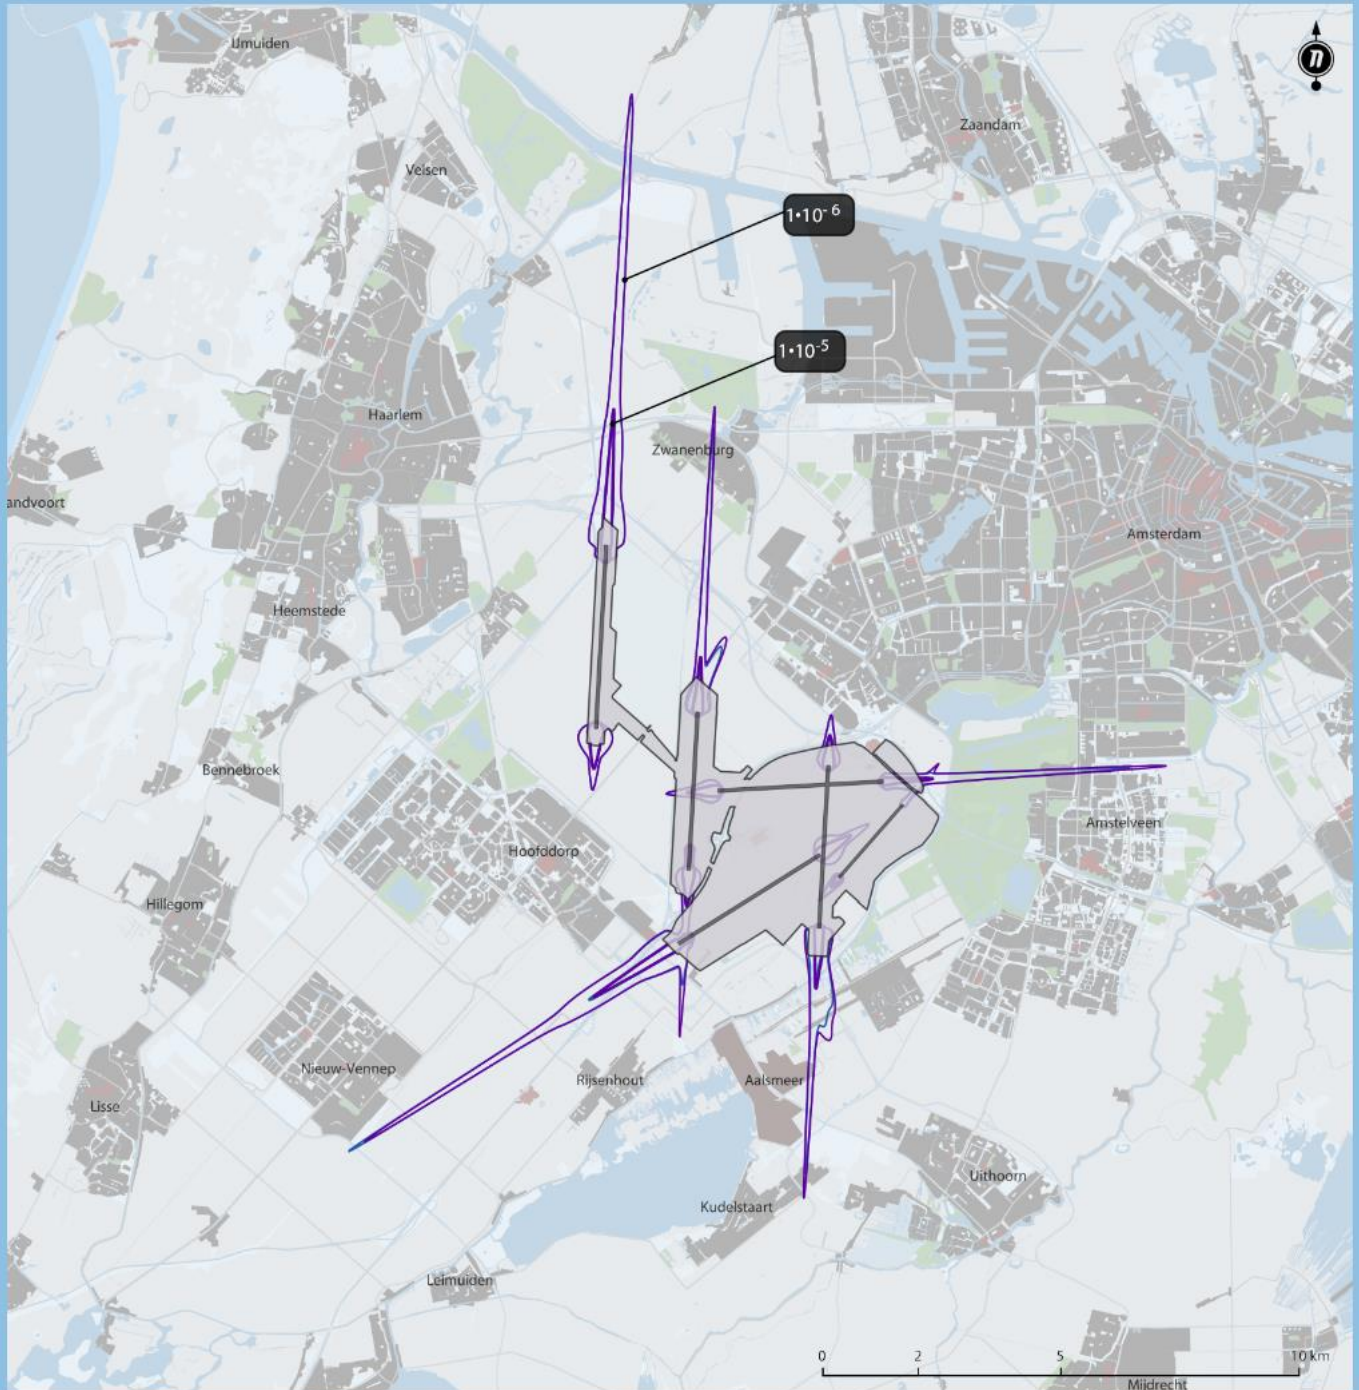 IJmuiden
Zaandam
Velsen
1•10⁻⁶
1•10⁻⁵
Haarlem
Zwanenburg
andvoort
Amsterdam
Heemstede
Bennebroek
Amstelveen
Hoofddorp
Hillegom
Nieuw-Vennep
Rijsenhout
Aalsmeer
Lisse
Uithoorn
Kudelstaart
Leimuiden
0 2 5 10 km
Mijdrecht